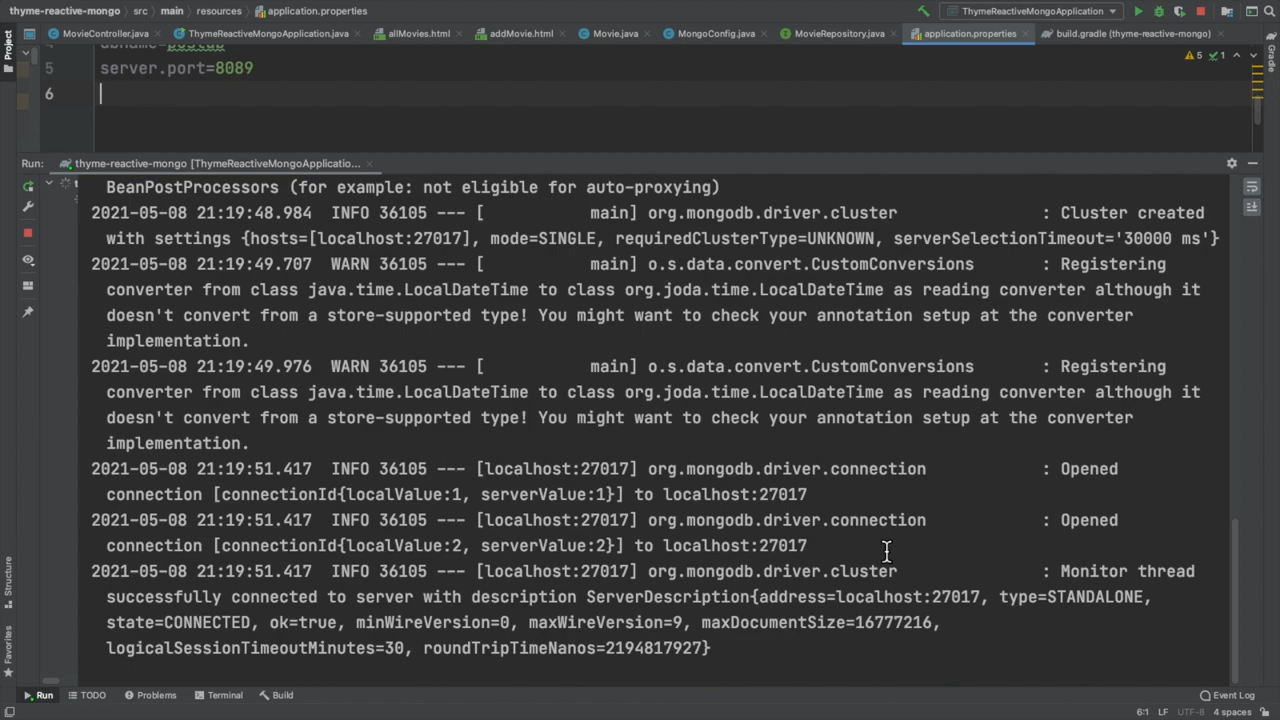 thyme-reactive-mongo src main resources application.properties ThymeReactiveMongoApplication
MovieController.java ThymeReactiveMongoApplication.java allMovies.html addMovie.html Movie.java MongoConfig.java MovieRepository.java application.properties build.gradle (thyme-reactive-mongo)
Project
Gradle
5 server.port=8089
6
5 1
Run: thyme-reactive-mongo [ThymeReactiveMongoApplicatio...
BeanPostProcessors (for example: not eligible for auto-proxying)
2021-05-08 21:19:48.984 INFO 36105 --- [ main] org.mongodb.driver.cluster : Cluster created
with settings {hosts=[localhost:27017], mode=SINGLE, requiredClusterType=UNKNOWN, serverSelectionTimeout='30000 ms'}
2021-05-08 21:19:49.707 WARN 36105 --- [ main] o.s.data.convert.CustomConversions : Registering
converter from class java.time.LocalDateTime to class org.joda.time.LocalDateTime as reading converter although it
doesn't convert from a store-supported type! You might want to check your annotation setup at the converter
implementation.
2021-05-08 21:19:49.976 WARN 36105 --- [ main] o.s.data.convert.CustomConversions : Registering
converter from class java.time.LocalDateTime to class org.joda.time.LocalDateTime as reading converter although it
doesn't convert from a store-supported type! You might want to check your annotation setup at the converter
implementation.
2021-05-08 21:19:51.417 INFO 36105 --- [localhost:27017] org.mongodb.driver.connection : Opened
connection [connectionId{localValue:1, serverValue:1}] to localhost:27017
2021-05-08 21:19:51.417 INFO 36105 --- [localhost:27017] org.mongodb.driver.connection : Opened
connection [connectionId{localValue:2, serverValue:2}] to localhost:27017
2021-05-08 21:19:51.417 INFO 36105 --- [localhost:27017] org.mongodb.driver.cluster : Monitor thread
successfully connected to server with description ServerDescription{address=localhost:27017, type=STANDALONE,
state=CONNECTED, ok=true, minWireVersion=0, maxWireVersion=9, maxDocumentSize=16777216,
logicalSessionTimeoutMinutes=30, roundTripTimeNanos=2194817927}
Structure
Favorites
Run TODO Problems Terminal Build Event Log
6:1 LF UTF-8 4 spaces